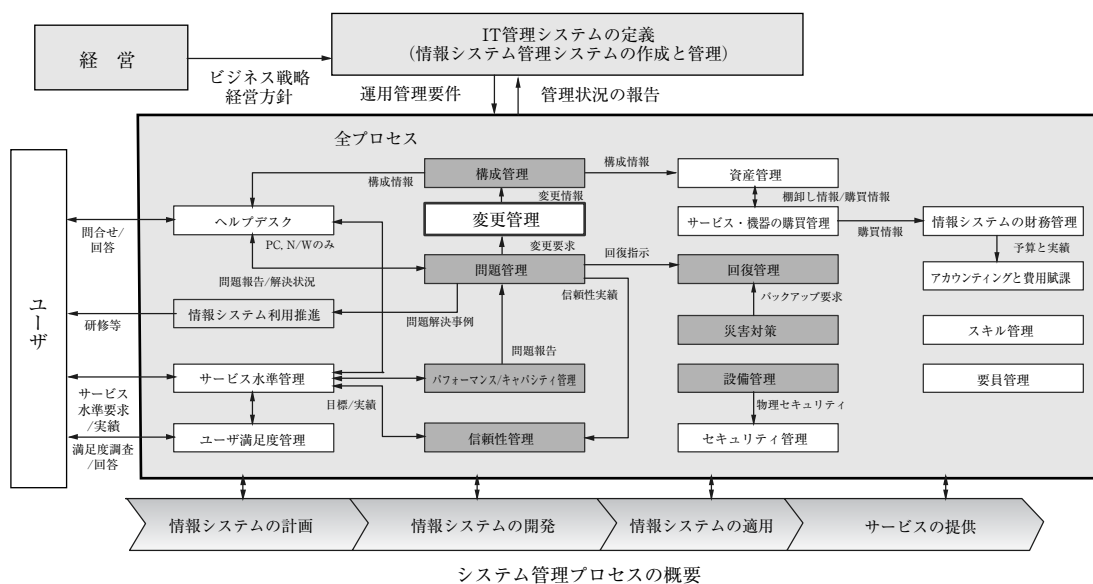 経　営
IT管理システムの定義
（情報システム管理システムの作成と管理）
ビジネス戦略
経営方針
運用管理要件
管理状況の報告
全プロセス
ユーザ
構成情報
構成管理
構成情報
資産管理
変更情報
棚卸し情報/購買情報
ヘルプデスク
変更管理
サービス・機器の購買管理
情報システムの財務管理
問合せ/
回答
PC, N/Wのみ
変更要求
購買情報
予算と実績
回復指示
問題管理
回復管理
アカウンティングと費用賦課
問題報告/解決状況
信頼性実績
バックアップ要求
情報システム利用推進
研修等
問題解決事例
災害対策
スキル管理
問題報告
サービス水準管理
パフォーマンス/キャパシティ管理
設備管理
要員管理
サービス
水準要求
/実績
目標/実績
物理セキュリティ
ユーザ満足度管理
信頼性管理
セキュリティ管理
満足度調査
/回答
情報システムの計画
情報システムの開発
情報システムの適用
サービスの提供
システム管理プロセスの概要